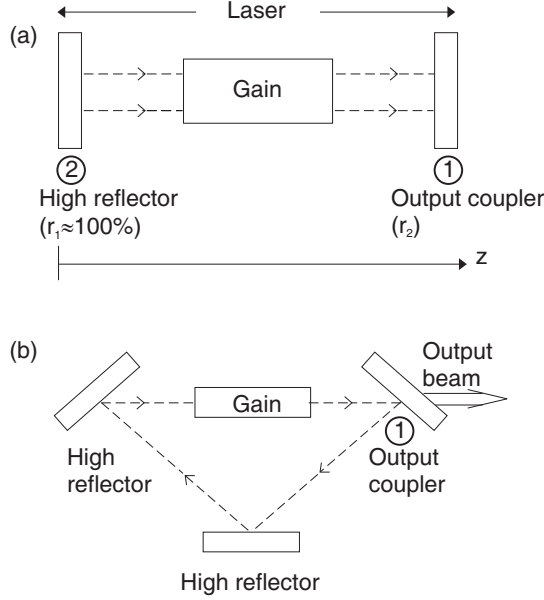 (a)
Laser
Gain
②
①
High reflector
(r₁≈100%)
Output coupler
(r₂)
z
(b)
Output
beam
Gain
①
High
reflector
Output
coupler
High reflector